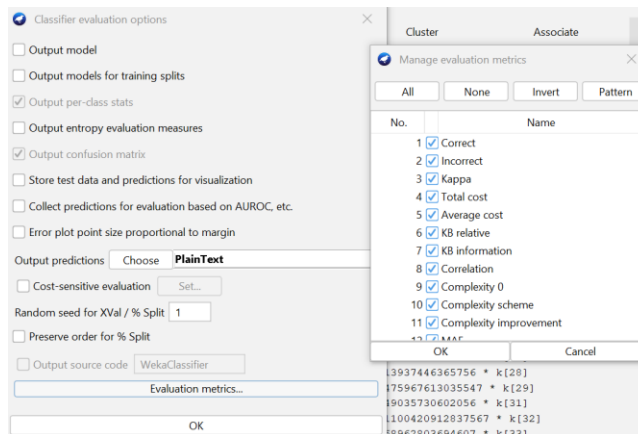 Classifier evaluation options
Output model
Output models for training splits
Output per-class stats
Output entropy evaluation measures
Output confusion matrix
Store test data and predictions for visualization
Collect predictions for evaluation based on AUROC, etc.
Error plot point size proportional to margin
Output predictions Choose PlainText
Cost-sensitive evaluation Set...
Random seed for XVal / % Split 1
Preserve order for % Split
Output source code WekaClassifier
Evaluation metrics...
OK
Cluster Associate
Manage evaluation metrics
All None Invert Pattern
No. Name
1 Correct
2 Incorrect
3 Kappa
4 Total cost
5 Average cost
6 KB relative
7 KB information
8 Correlation
9 Complexity 0
10 Complexity scheme
11 Complexity improvement
12 MAE
OK Cancel
13937446365756 * k[28]
475967613035547 * k[29]
49035730602056 * k[31]
1100420912837567 * k[32]